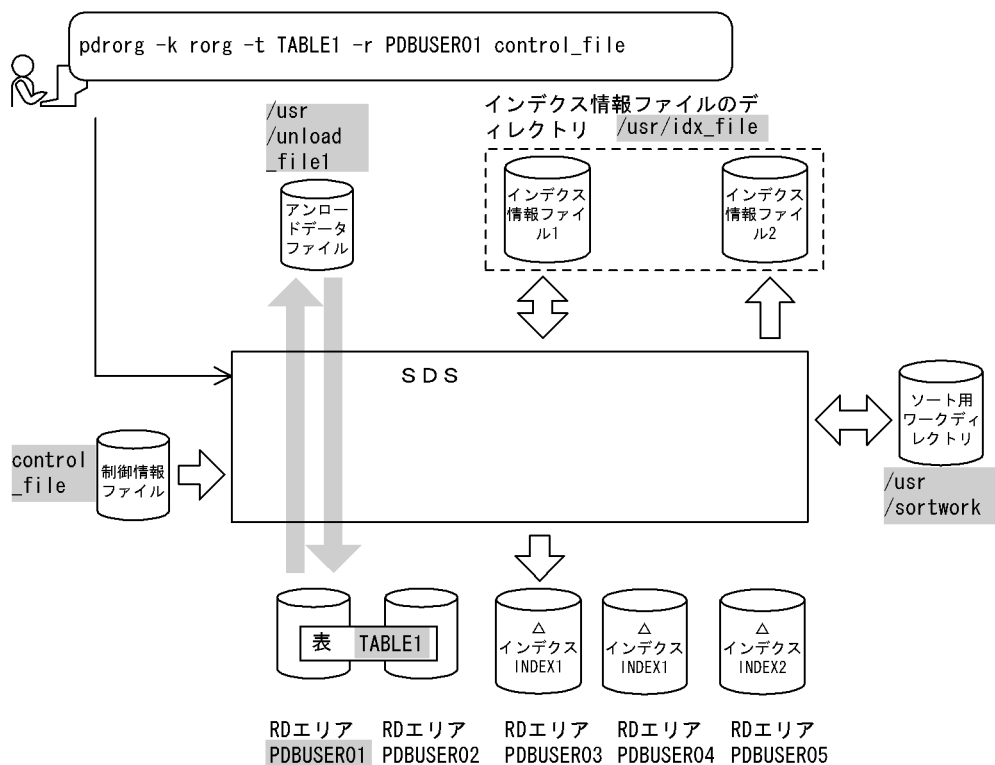 pdrorg -k rorg -t TABLE1 -r PDBUSER01 control_file
/usr
/unload
_file1
インデクス情報ファイルのデ
ィレクトリ /usr/idx_file
アンロー
ドデータ
ファイル
インデクス
情報ファイ
ル1
インデクス
情報ファイ
ル2
SDS
ソート用
ワークディ
レクトリ
/usr
/sortwork
control
_file
制御情報
ファイル
表 TABLE1
△
インデクス
INDEX1
△
インデクス
INDEX1
△
インデクス
INDEX2
RDエリア
PDBUSER01
RDエリア
PDBUSER02
RDエリア
PDBUSER03
RDエリア
PDBUSER04
RDエリア
PDBUSER05